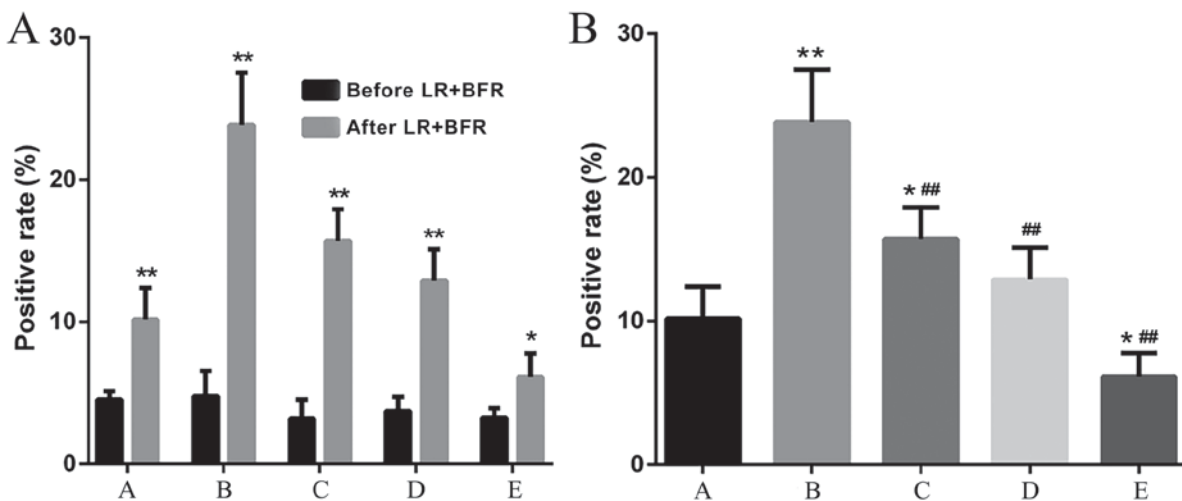 A
Positive rate (%)
30
20
10
0
Before LR+BFR
After LR+BFR
**
**
**
**
*
A B C D E
B
Positive rate (%)
30
20
10
0
**
* ##
##
* ##
A B C D E